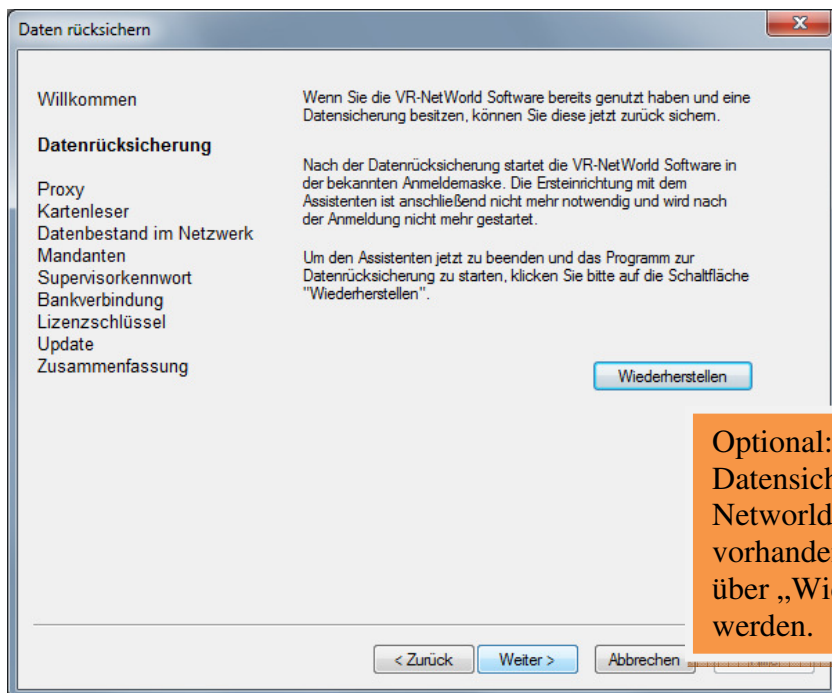 Daten rücksichern
Willkommen
Datenrücksicherung
Proxy
Kartenleser
Datenbestand im Netzwerk
Mandanten
Supervisorkennwort
Bankverbindung
Lizenzschlüssel
Update
Zusammenfassung
Wenn Sie die VR-NetWorld Software bereits genutzt haben und eine
Datensicherung besitzen, können Sie diese jetzt zurück sichern.
Nach der Datenrücksicherung startet die VR-NetWorld Software in
der bekannten Anmeldemaske. Die Ersteinrichtung mit dem
Assistenten ist anschließend nicht mehr notwendig und wird nach
der Anmeldung nicht mehr gestartet.
Um den Assistenten jetzt zu beenden und das Programm zur
Datenrücksicherung zu starten, klicken Sie bitte auf die Schaltfläche
"Wiederherstellen".
Wiederherstellen
Optional:
Networld
über
werden.
< Zurück Weiter > Abbrechen